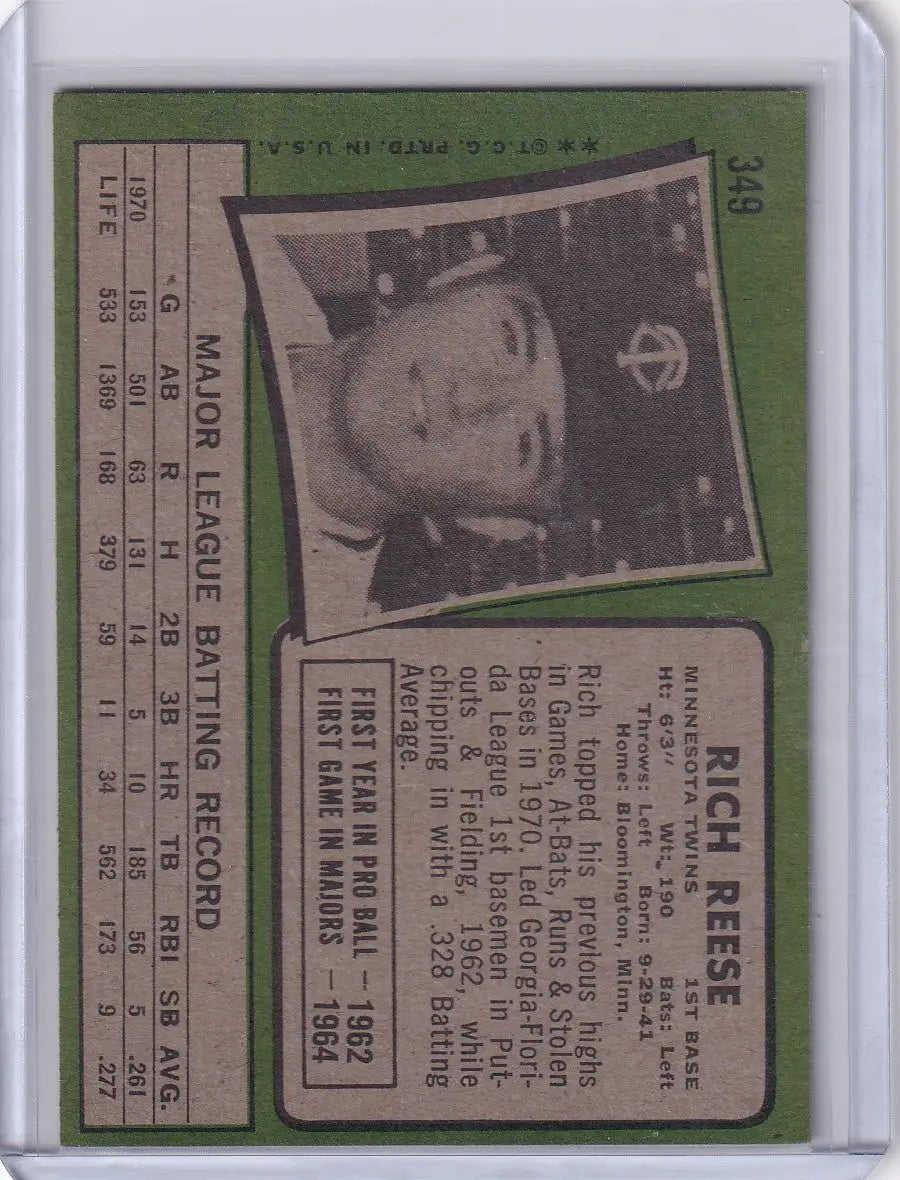 349
**©T.C.G. PRTD. IN U.S.A.
RICH REESE
MINNESOTA TWINS 1ST BASE
Ht: 6'3" Wt: 190 Bats: Left
Throws: Left Born: 9-29-41
Home: Bloomington, Minn.
Rich topped his previous highs
in Games, At-Bats, Runs & Stolen
Bases in 1970. Led Georgia-Flori-
da League 1st basemen in Put-
outs & Fielding, 1962, while
chipping in with a .328 Batting
Average.
FIRST YEAR IN PRO BALL — 1962
FIRST GAME IN MAJORS — 1964
MAJOR LEAGUE BATTING RECORD
G AB R H 2B 3B HR TB RBI SB AVG.
1970 153 501 63 131 14 5 10 185 56 5 .261
LIFE 533 1369 168 379 59 11 34 562 173 9 .277